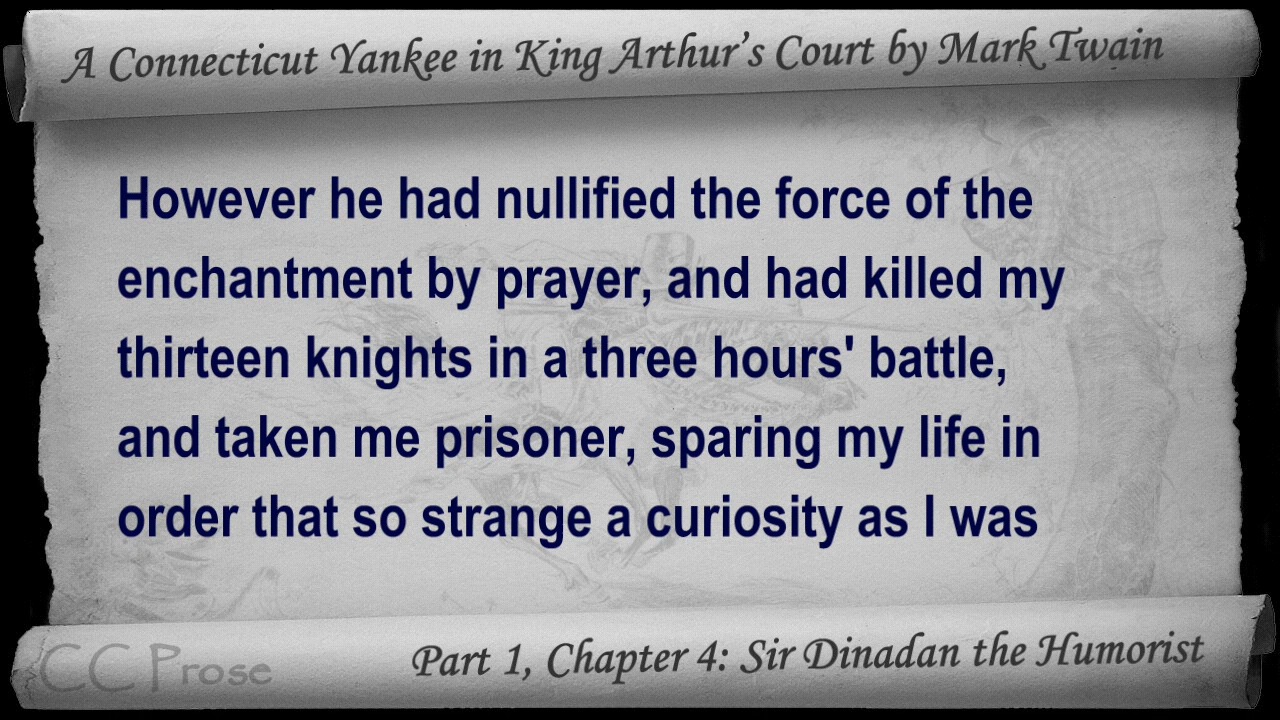 A Connecticut Yankee in King Arthur's Court by Mark Twain
However he had nullified the force of the
enchantment by prayer, and had killed my
thirteen knights in a three hours' battle,
and taken me prisoner, sparing my life in
order that so strange a curiosity as I was
CC Prose
Part 1, Chapter 4: Sir Dinadan the Humorist